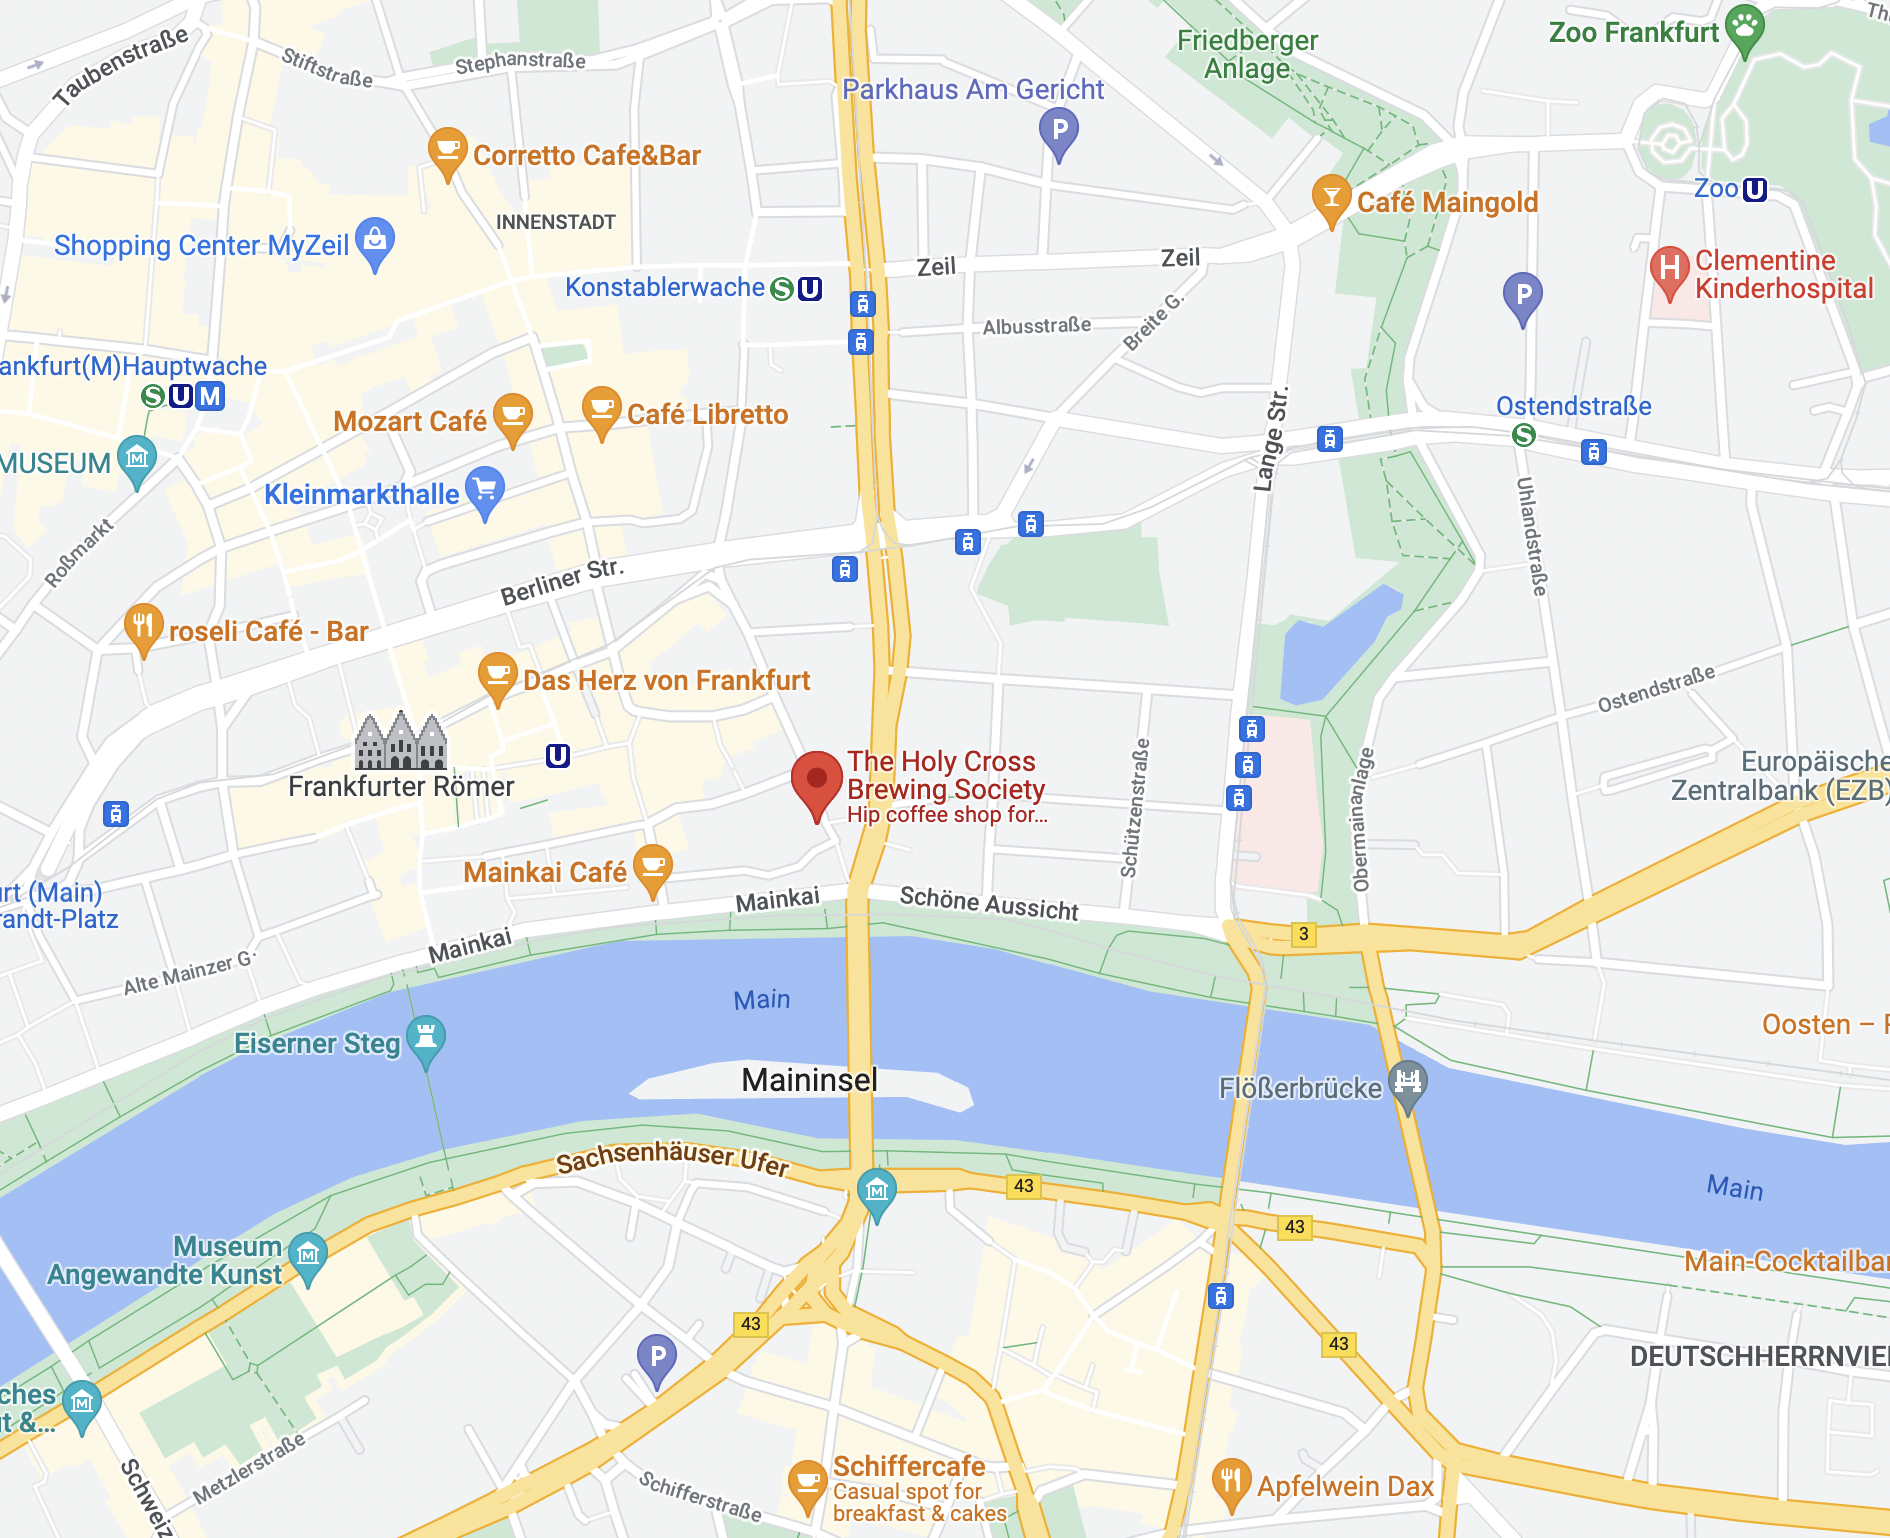 Taubenstraße
Stiftstraße
Stephanstraße
Friedberger
Anlage
Zoo Frankfurt
Parkhaus Am Gericht
P
Corretto Cafe&Bar
INNENSTADT
Café Maingold
Zoo U
Shopping Center MyZeil
Konstablerwache S U
Zeil
Zeil
H
Clementine
Kinderhospital
P
Albusstraße
Breite G.
ankfurt(M)Hauptwache
S U M
Mozart Café
Café Libretto
Lange Str.
Ostendstraße
S
MUSEUM
M
Kleinmarkthalle
Roßmarkt
Uhlandstraße
Berliner Str.
roseli Café - Bar
Das Herz von Frankfurt
Ostendstraße
Frankfurter Römer
U
The Holy Cross
Brewing Society
Hip coffee shop for...
Schützenstraße
Obermainanlage
Europäische
Zentralbank (EZB)
Mainkai Café
rt (Main)
randt-Platz
Mainkai
Schöne Aussicht
Mainkai
3
Alte Mainzer G.
Main
Oosten –
Eiserner Steg
Maininsel
Flößerbrücke
Sachsenhäuser Ufer
43
M
Main
43
Museum
Angewandte Kunst
M
Main-Cocktailba
43
43
P
DEUTSCHHERRNVIE
ches
t &...
M
Metzlerstraße
Schweiz
Schifferstraße
Schiffercafe
Casual spot for
breakfast & cakes
Apfelwein Dax